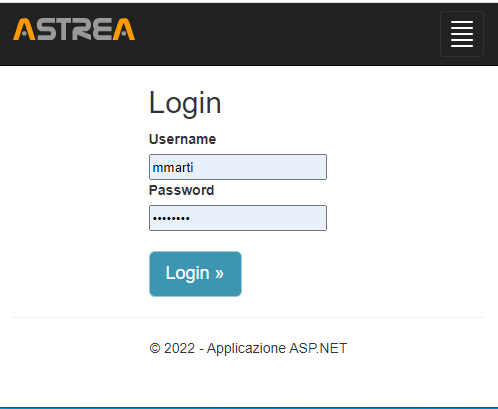 ASTREA
Login
Username
mmarti
Password
••••••••
Login »
© 2022 - Applicazione ASP.NET